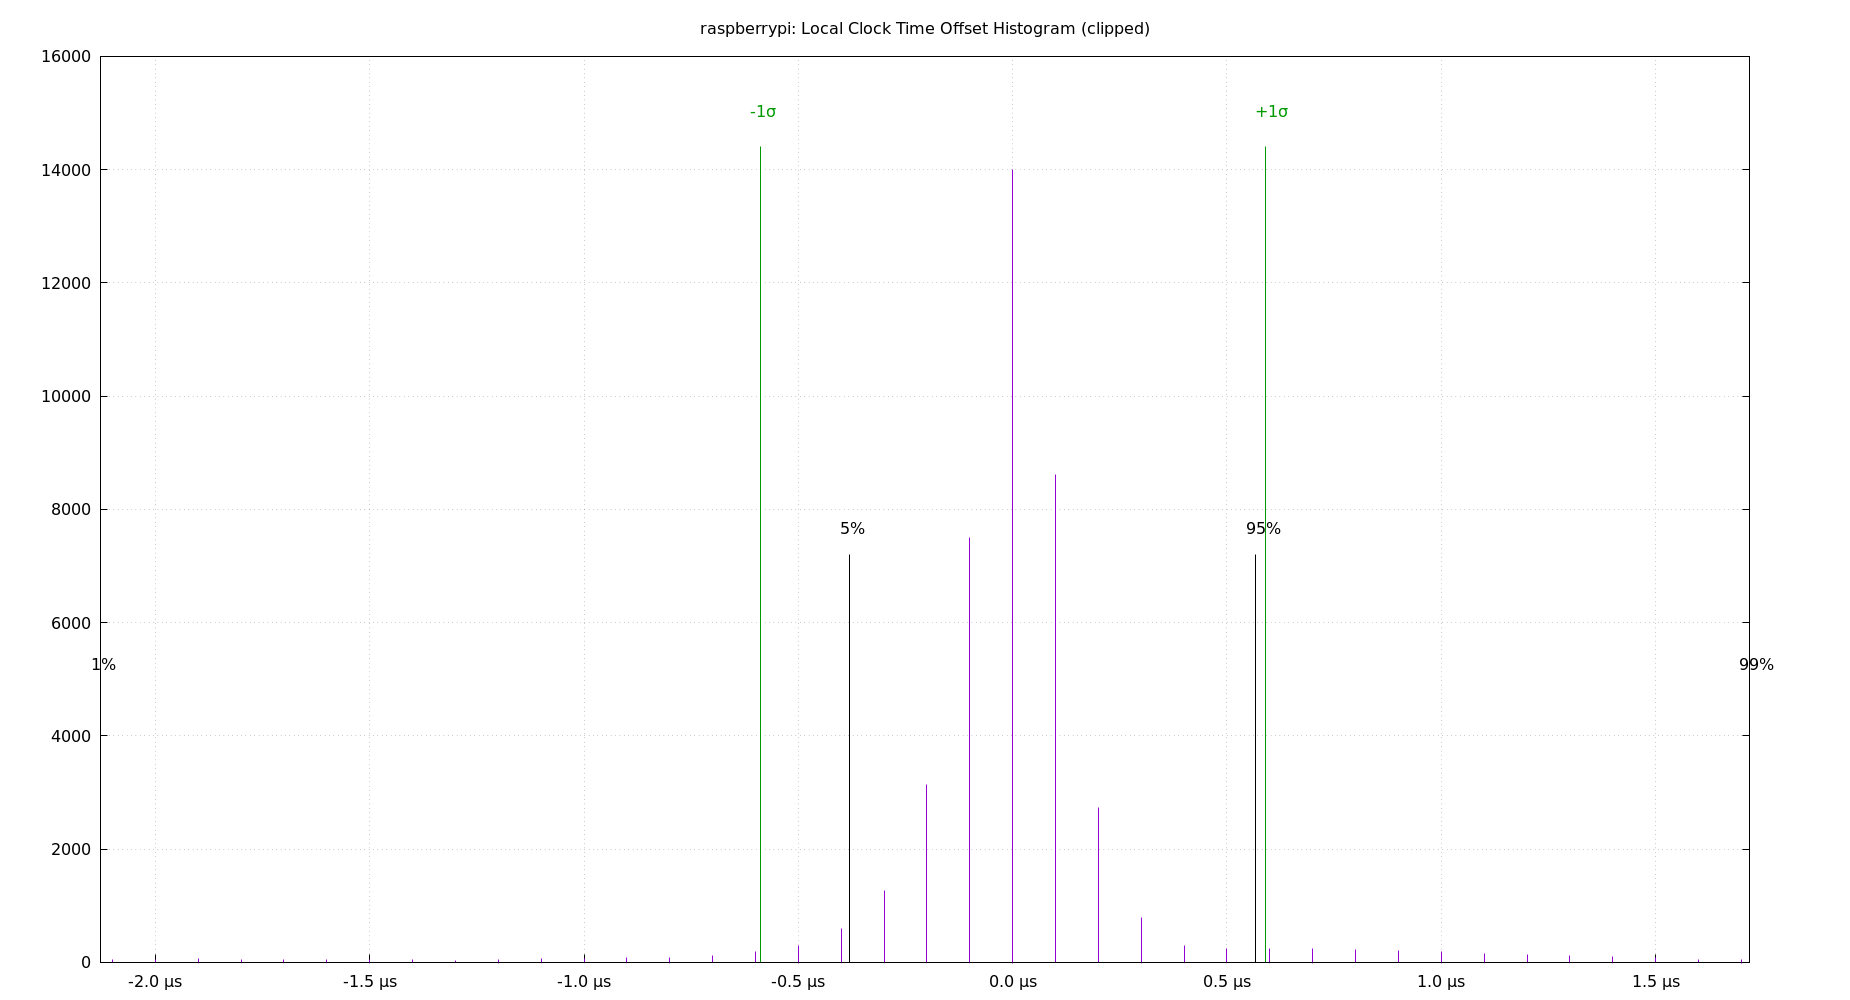 raspberrypi: Local Clock Time Offset Histogram (clipped)
16000
-1σ
+1σ
14000
12000
10000
8000
5%
95%
6000
1%
99%
4000
2000
0
-2.0 µs
-1.5 µs
-1.0 µs
-0.5 µs
0.0 µs
0.5 µs
1.0 µs
1.5 µs